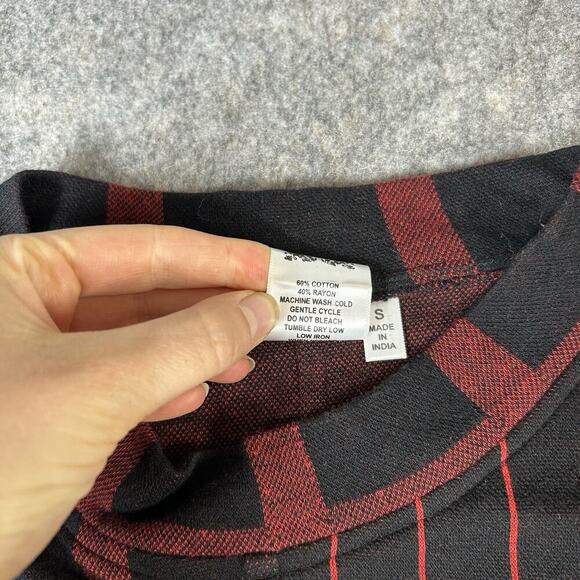 60% COTTON
40% RAYON
MACHINE WASH COLD
GENTLE CYCLE
DO NOT BLEACH
TUMBLE DRY LOW
LOW IRON
S
MADE
IN
INDIA